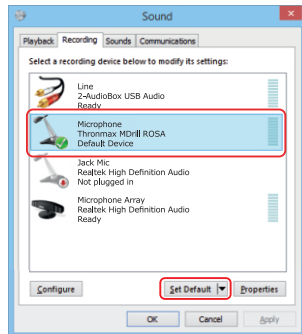 Sound
Playback Recording Sounds Communications
Select a recording device below to modify its settings:
Line
2-AudioBox USB Audio
Ready
Microphone
Thronmax MDrill ROSA
Default Device
Jack Mic
Realtek High Definition Audio
Not plugged in
Microphone Array
Realtek High Definition Audio
Ready
Configure Set Default Properties
OK Cancel Apply